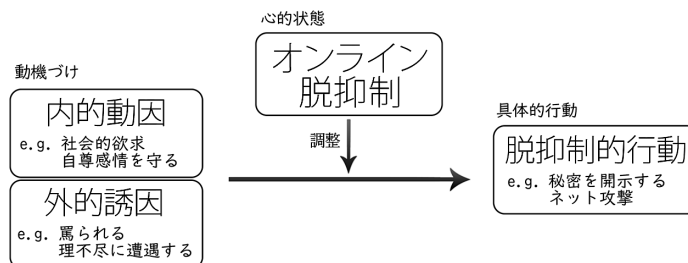 心的状態
オンライン
脱抑制
動機づけ
内的動因
e.g. 社会的欲求
自尊感情を守る
外的誘因
e.g. 罵られる
理不尽に遭遇する
調整
具体的行動
脱抑制的行動
e.g. 秘密を開示する
ネット攻撃